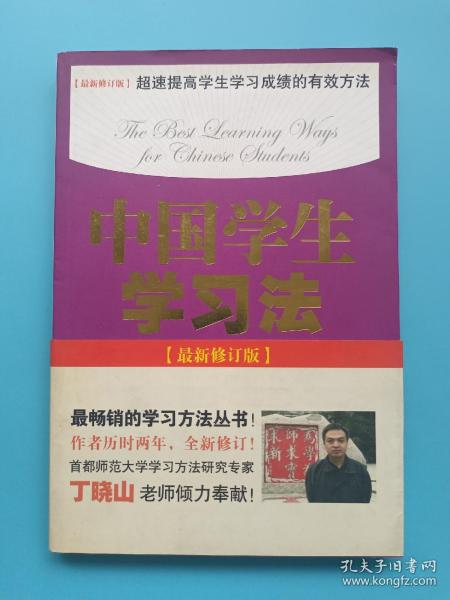 【最新修订版】超速提高学生学习成绩的有效方法
The Best Learning Ways
for Chinese Students
中国学生
学习法
【最新修订版】
最畅销的学习方法丛书！
作者历时两年，全新修订！
首都师范大学学习方法研究专家
丁晓山 老师倾力奉献！
孔夫子旧书网
www.kongfz.com